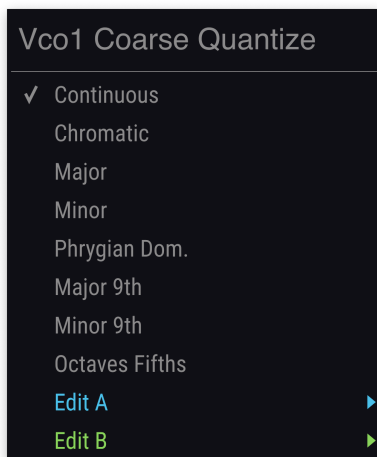 Vco1 Coarse Quantize
✓ Continuous
Chromatic
Major
Minor
Phrygian Dom.
Major 9th
Minor 9th
Octaves Fifths
Edit A
Edit B